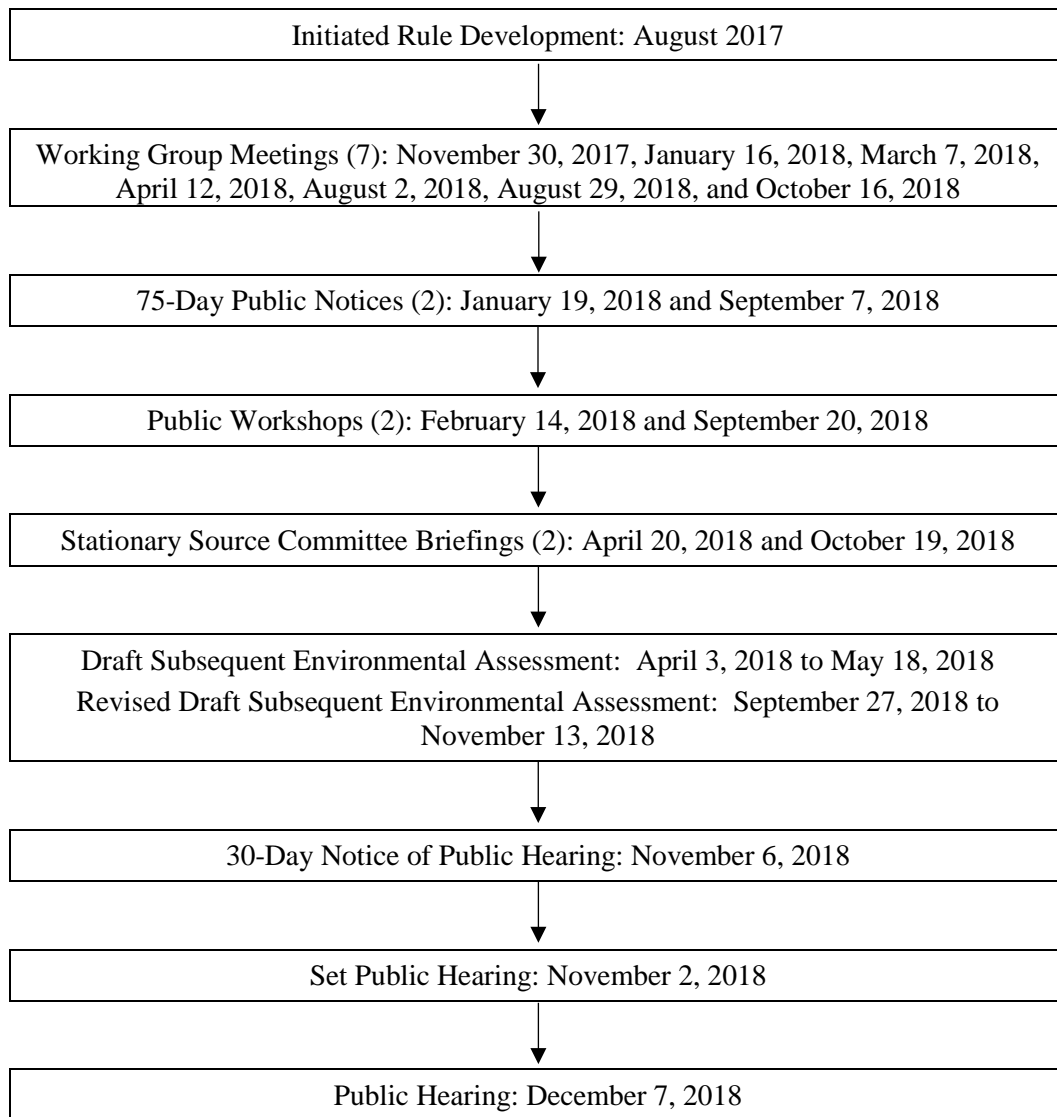 Initiated Rule Development: August 2017
Working Group Meetings (7): November 30, 2017, January 16, 2018, March 7, 2018,
April 12, 2018, August 2, 2018, August 29, 2018, and October 16, 2018
75-Day Public Notices (2): January 19, 2018 and September 7, 2018
Public Workshops (2): February 14, 2018 and September 20, 2018
Stationary Source Committee Briefings (2): April 20, 2018 and October 19, 2018
Draft Subsequent Environmental Assessment: April 3, 2018 to May 18, 2018
Revised Draft Subsequent Environmental Assessment: September 27, 2018 to
November 13, 2018
30-Day Notice of Public Hearing: November 6, 2018
Set Public Hearing: November 2, 2018
Public Hearing: December 7, 2018